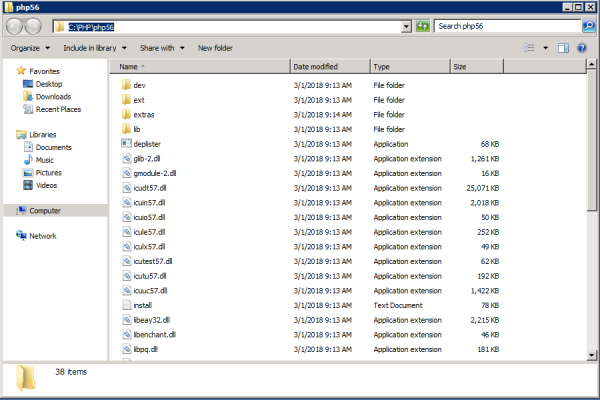 php56
C:\PHP\php56
Search php56
Organize Include in library Share with New folder
Favorites
Desktop
Downloads
Recent Places
Libraries
Documents
Music
Pictures
Videos
Computer
Network
Name Date modified Type Size
dev 3/1/2018 9:13 AM File folder
ext 3/1/2018 9:13 AM File folder
extras 3/1/2018 9:14 AM File folder
lib 3/1/2018 9:13 AM File folder
deplister 3/1/2018 9:13 AM Application 68 KB
glib-2.dll 3/1/2018 9:13 AM Application extension 1,261 KB
gmodule-2.dll 3/1/2018 9:13 AM Application extension 16 KB
icudt57.dll 3/1/2018 9:13 AM Application extension 25,071 KB
icuin57.dll 3/1/2018 9:13 AM Application extension 2,018 KB
icuio57.dll 3/1/2018 9:13 AM Application extension 50 KB
icule57.dll 3/1/2018 9:13 AM Application extension 252 KB
iculx57.dll 3/1/2018 9:13 AM Application extension 49 KB
icutest57.dll 3/1/2018 9:13 AM Application extension 62 KB
icutu57.dll 3/1/2018 9:13 AM Application extension 192 KB
icuuc57.dll 3/1/2018 9:13 AM Application extension 1,422 KB
install 3/1/2018 9:13 AM Text Document 78 KB
libeay32.dll 3/1/2018 9:13 AM Application extension 2,215 KB
libenchant.dll 3/1/2018 9:13 AM Application extension 46 KB
libpq.dll 3/1/2018 9:13 AM Application extension 181 KB
38 items